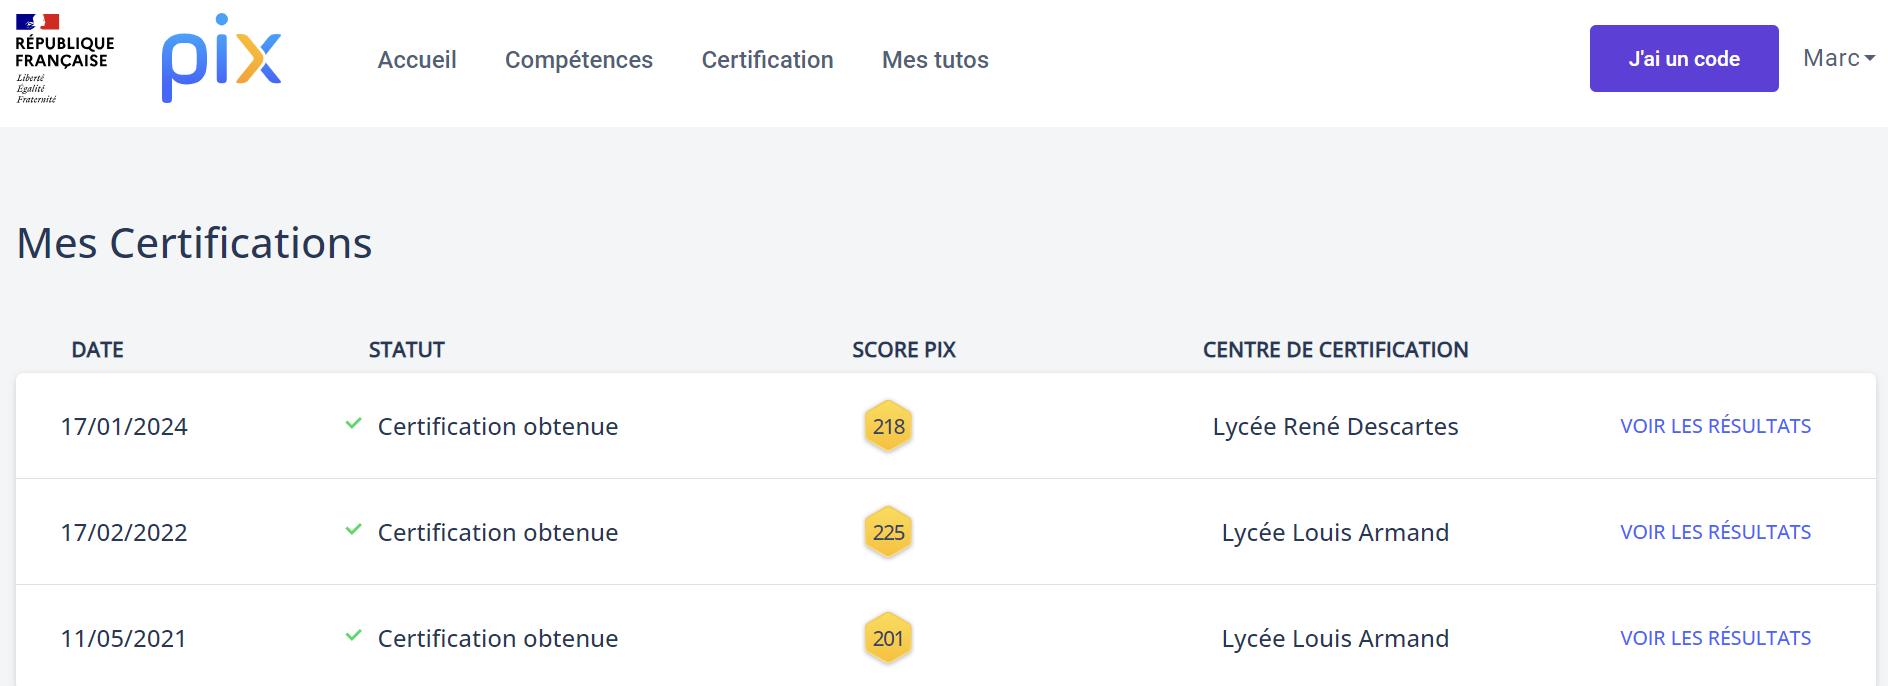 RÉPUBLIQUE
FRANÇAISE
Liberté
Égalité
Fraternité
pix
Accueil
Compétences
Certification
Mes tutos
J'ai un code
Marc
Mes Certifications
DATE STATUT SCORE PIX CENTRE DE CERTIFICATION
17/01/2024 Certification obtenue 218 Lycée René Descartes VOIR LES RÉSULTATS
17/02/2022 Certification obtenue 225 Lycée Louis Armand VOIR LES RÉSULTATS
11/05/2021 Certification obtenue 201 Lycée Louis Armand VOIR LES RÉSULTATS